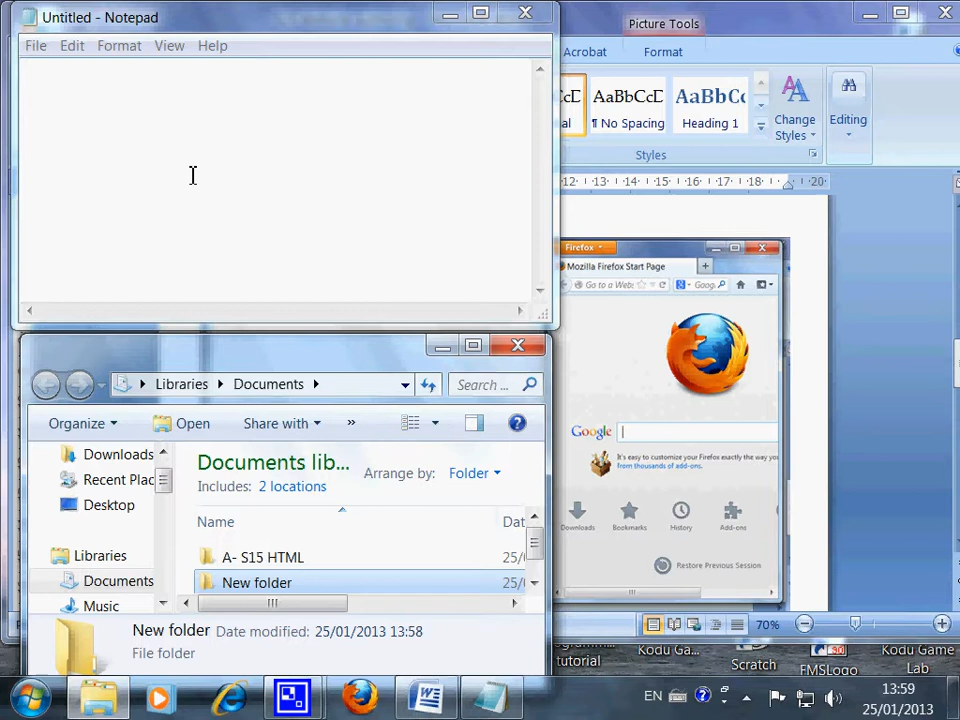 Untitled - Notepad
File Edit Format View Help
Picture Tools
Acrobat Format
AaBbCcD AaBbCc
¶ No Spacing Heading 1
Change Styles
Editing
Styles
12 13 14 15 16 17 18 20
Firefox
Mozilla Firefox Start Page
Go to a Web
Google
It's easy to customize your Firefox exactly the way you
From thousands of add-ons.
Downloads Bookmarks History Add-ons
Restore Previous Session
Libraries Documents
Search ...
Organize Open Share with »
Downloads
Recent Plac
Desktop
Libraries
Documents
Music
Documents lib...
Includes: 2 locations
Arrange by: Folder
Name Dat
A- S15 HTML 25/
New folder 25/
New folder Date modified: 25/01/2013 13:58
File folder
70%
tutorial
Kodu Ga...
Scratch
FMSLogo
Kodu Game Lab
EN
13:59
25/01/2013